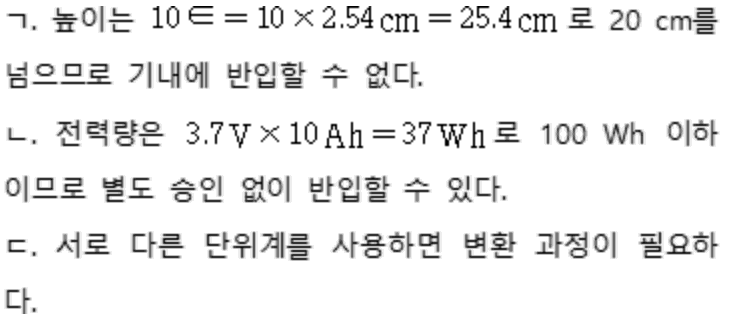 ㄱ. 높이는 10∈ = 10 × 2.54 cm = 25.4 cm 로 20 cm를
넘으므로 기내에 반입할 수 없다.
ㄴ. 전력량은 3.7 V × 10 Ah = 37 Wh 로 100 Wh 이하
이므로 별도 승인 없이 반입할 수 있다.
ㄷ. 서로 다른 단위계를 사용하면 변환 과정이 필요하
다.